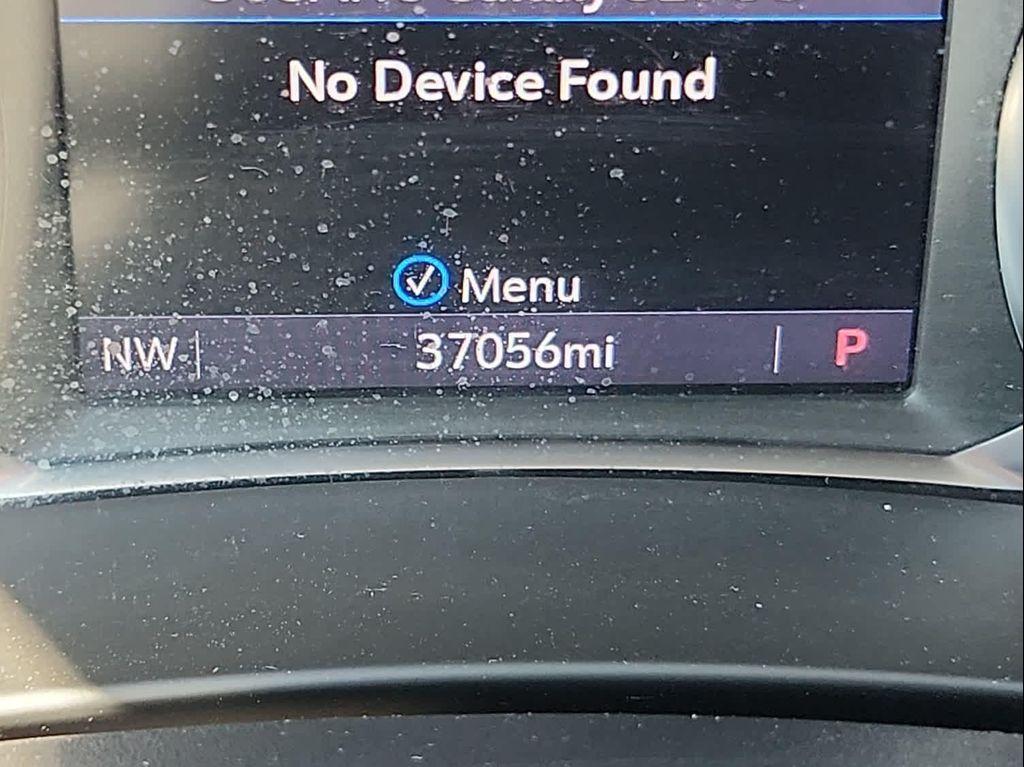 No Device Found
✓ Menu
NW 37056mi P